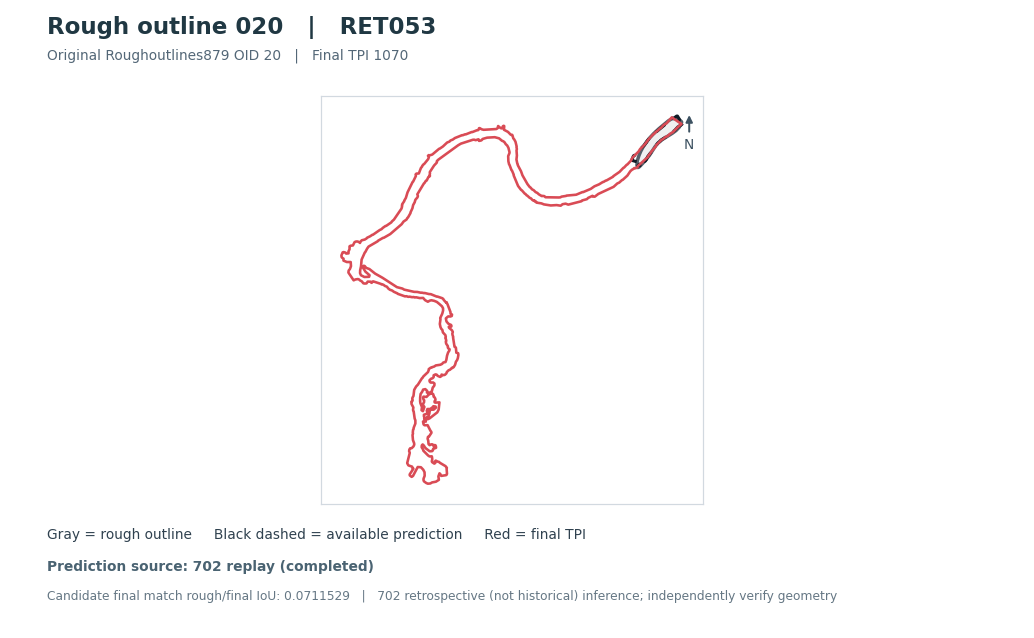 Rough outline 020 | RET053
Original Roughoutlines879 OID 20 | Final TPI 1070
N
Gray = rough outline Black dashed = available prediction Red = final TPI
Prediction source: 702 replay (completed)
Candidate final match rough/final IoU: 0.0711529 | 702 retrospective (not historical) inference; independently verify geometry